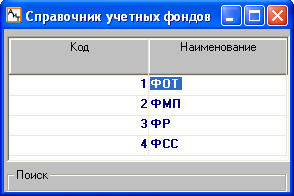 Справочник учетных фондов
Код Наименование
1 ФОТ
2 ФМП
3 ФР
4 ФСС
Поиск